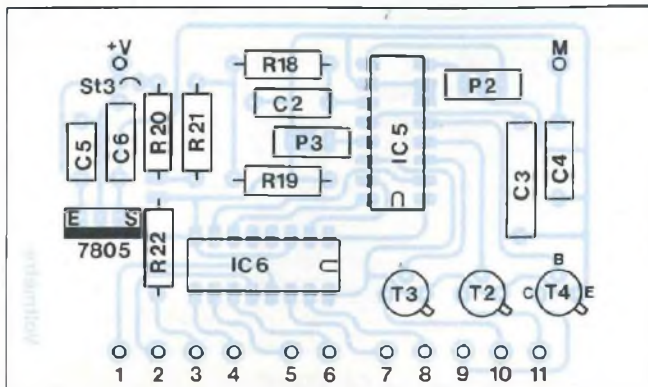 +V
M
St3
R18
P2
C2
C5
C6
R20
R21
P3
IC5
C3
C4
R19
E S
7805
R22
IC6
B
T3
T2
C T4 E
Voltmètre
1 2 3 4 5 6 7 8 9 10 11